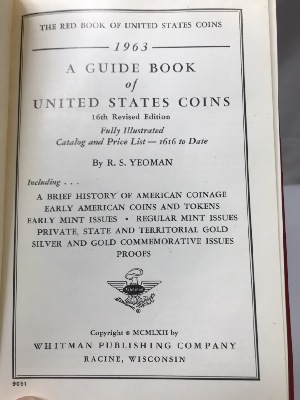 THE RED BOOK OF UNITED STATES COINS
1963
A GUIDE BOOK
of
UNITED STATES COINS
16th Revised Edition
Fully Illustrated
Catalog and Price List — 1616 to Date
By R. S. YEOMAN
Including . . .
A BRIEF HISTORY OF AMERICAN COINAGE
EARLY AMERICAN COINS AND TOKENS
EARLY MINT ISSUES • REGULAR MINT ISSUES
PRIVATE, STATE AND TERRITORIAL GOLD
SILVER AND GOLD COMMEMORATIVE ISSUES
PROOFS
Copyright © MCMLXII by
WHITMAN PUBLISHING COMPANY
RACINE, WISCONSIN
9051